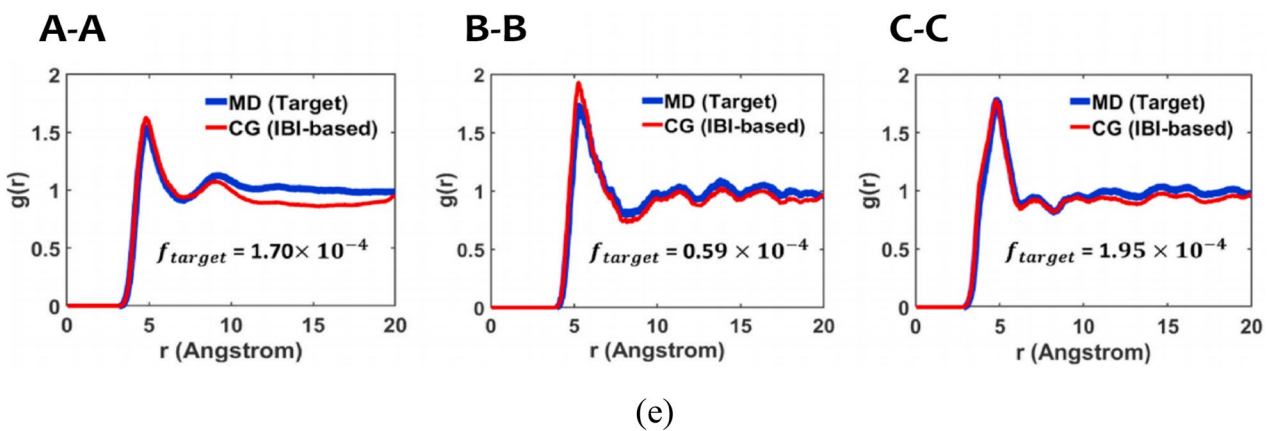 A-A
2
1.5
1
0.5
0
g(r)
MD (Target)
CG (IBI-based)
f_target = 1.70× 10⁻⁴
0 5 10 15 20
r (Angstrom)
B-B
2
1.5
1
0.5
0
g(r)
MD (Target)
CG (IBI-based)
f_target = 0.59 × 10⁻⁴
0 5 10 15 20
r (Angstrom)
C-C
2
1.5
1
0.5
0
g(r)
MD (Target)
CG (IBI-based)
f_target = 1.95 × 10⁻⁴
0 5 10 15 20
r (Angstrom)
(e)